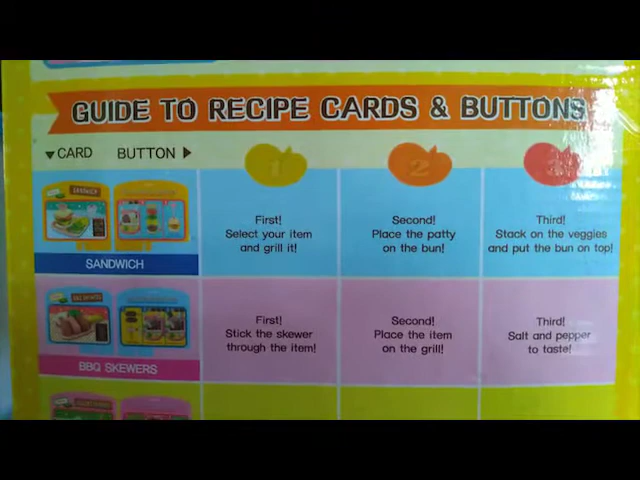 GUIDE TO RECIPE CARDS & BUTTONS
▼CARD BUTTON ▶
1 2 3
SANDWICH
First!
Select your item
and grill it!
Second!
Place the patty
on the bun!
Third!
Stack on the veggies
and put the bun on top!
SANDWICH
BBQ SKEWERS
First!
Stick the skewer
through the item!
Second!
Place the item
on the grill!
Third!
Salt and pepper
to taste!
BBQ SKEWERS